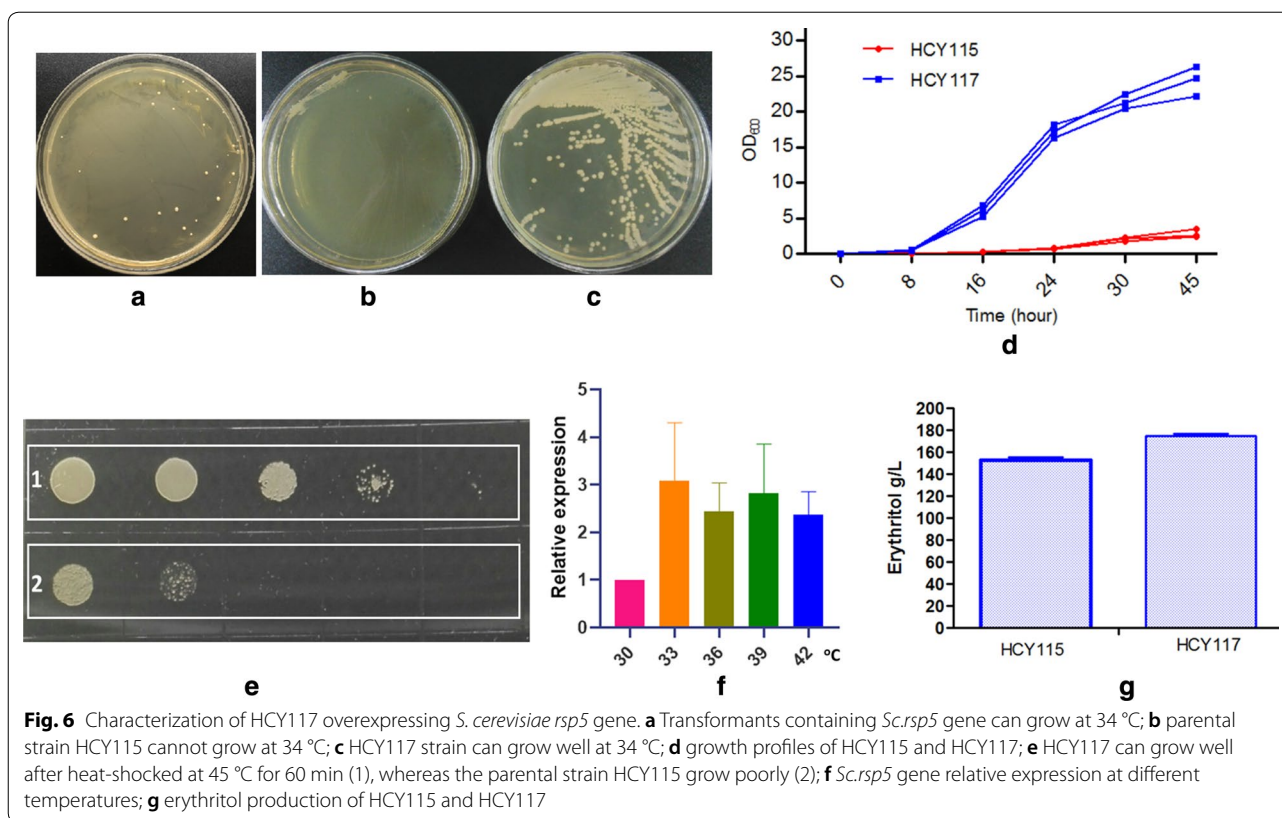 a
b
c
HCY115
HCY117
OD600
30
25
20
15
10
5
0
0 8 16 24 30 45
Time (hour)
d
1
2
e
Relative expression
5
4
3
2
1
0
30 33 36 39 42 ºC
f
Erythritol g/L
200
180
160
140
120
100
80
60
40
20
0
HCY115 HCY117
g
Fig. 6 Characterization of HCY117 overexpressing S. cerevisiae rsp5 gene. a Transformants containing Sc.rsp5 gene can grow at 34 °C; b parental
strain HCY115 cannot grow at 34 °C; c HCY117 strain can grow well at 34 °C; d growth profiles of HCY115 and HCY117; e HCY117 can grow well
after heat-shocked at 45 °C for 60 min (1), whereas the parental strain HCY115 grow poorly (2); f Sc.rsp5 gene relative expression at different
temperatures; g erythritol production of HCY115 and HCY117